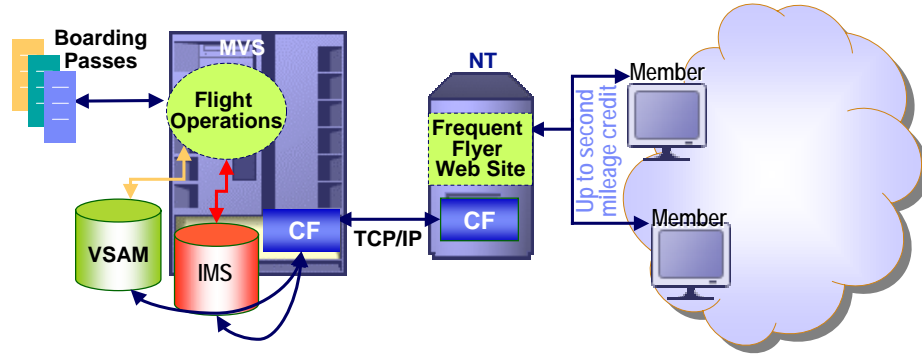 Boarding
Passes
MVS
Flight
Operations
VSAM
IMS
CF
TCP/IP
NT
Frequent
Flyer
Web Site
CF
Up to second
mileage credit
Member
Member